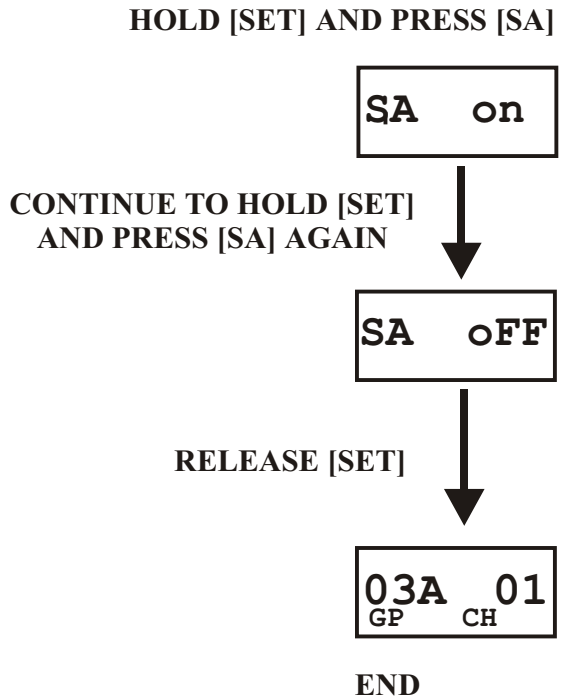 HOLD [SET] AND PRESS [SA]
SA on
CONTINUE TO HOLD [SET]
AND PRESS [SA] AGAIN
SA oFF
RELEASE [SET]
03A 01
GP CH
END